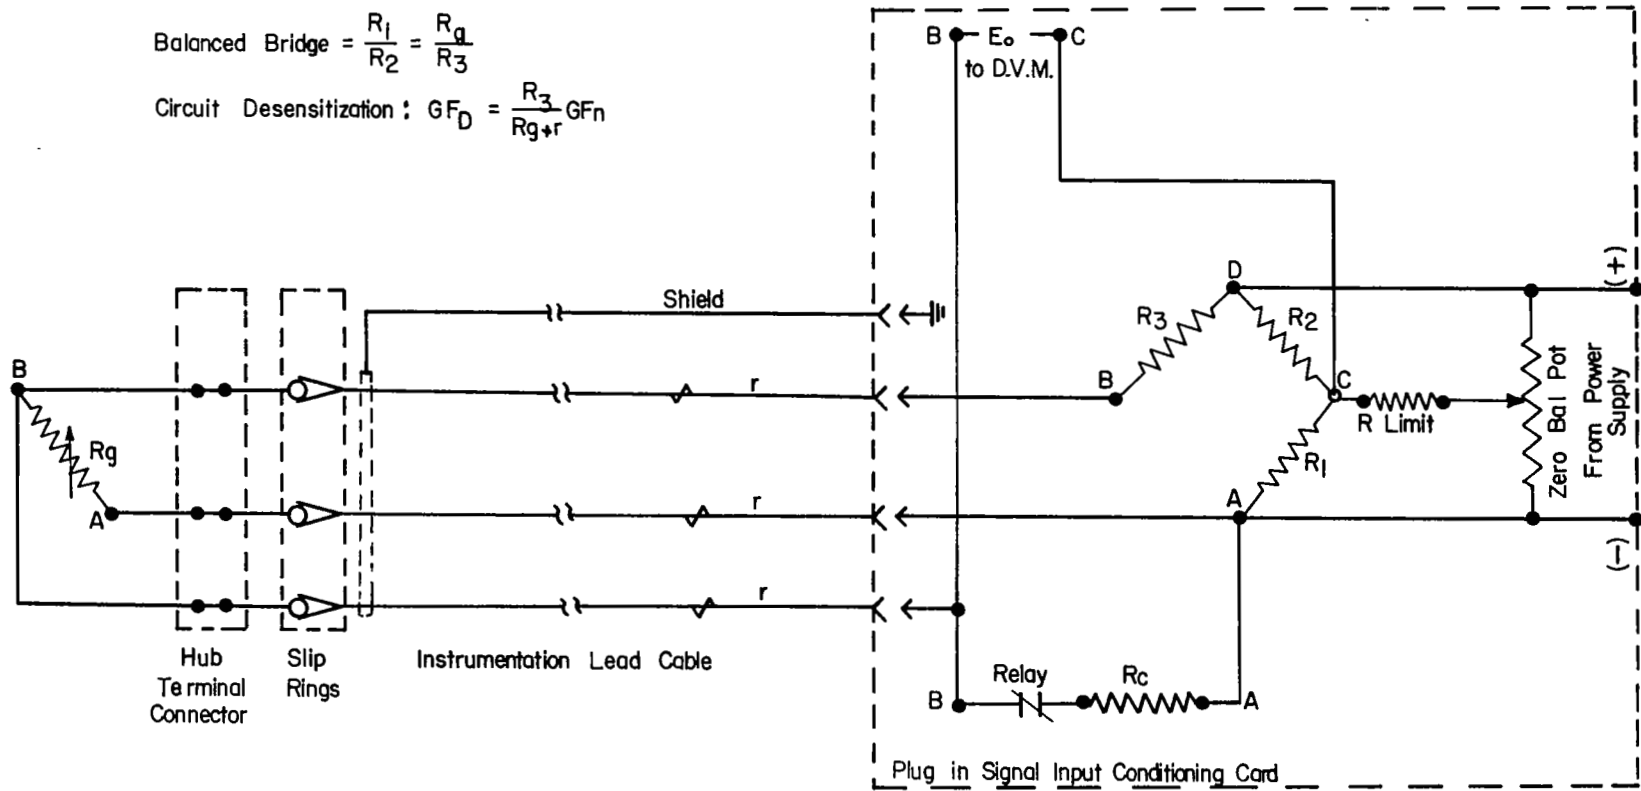 Balanced Bridge = R1/R2 = Rg/R3
Circuit Desensitization: GFD = R3/Rg+r GFn
B E0 C
to D.V.M.
Shield
D
(+)
R3
R2
B
r
B
C
R Limit
Zero Bal Pot
From Power
Supply
Rg
R1
A
r
A
(-)
r
Hub
Terminal
Connector
Slip
Rings
Instrumentation Lead Cable
Relay
Rc
B
A
Plug in Signal Input Conditioning Card